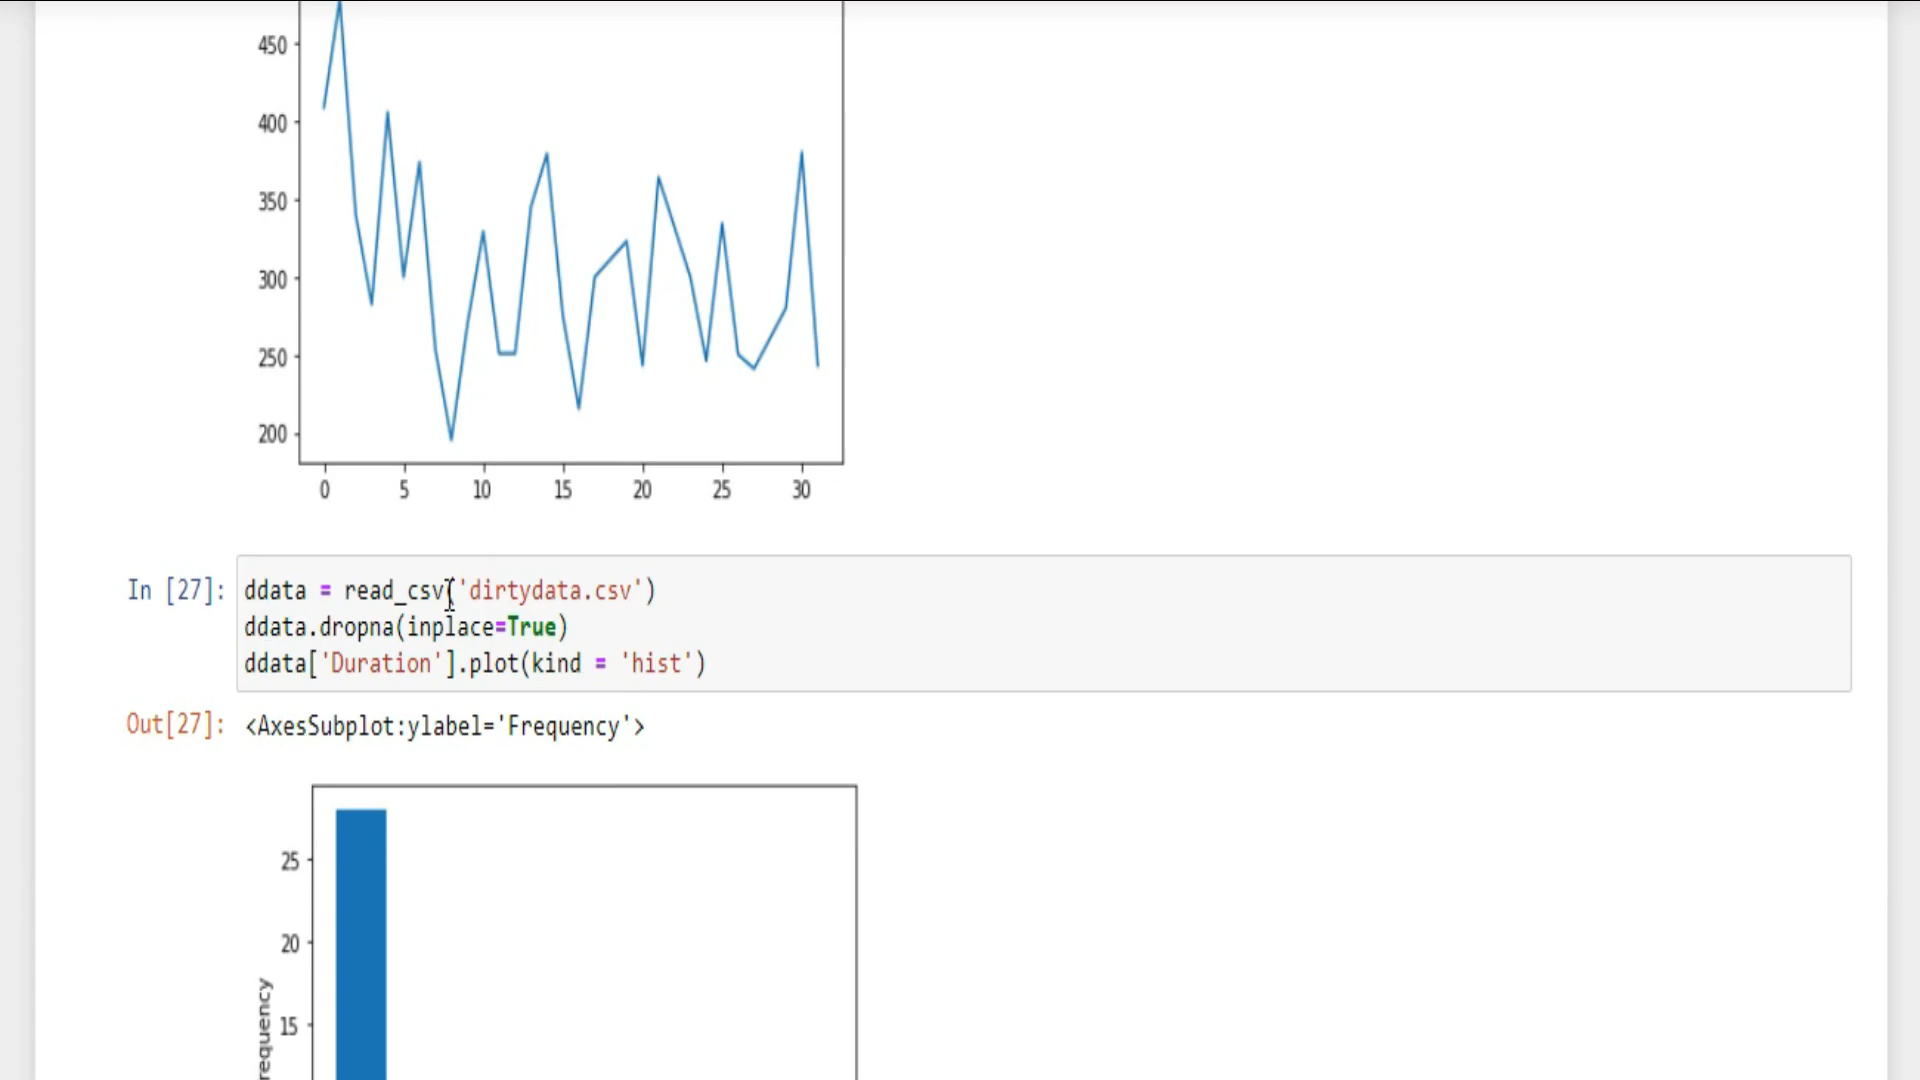 450
400
350
300
250
200
0 5 10 15 20 25 30
In [27]: ddata = read_csv('dirtydata.csv')
ddata.dropna(inplace=True)
ddata['Duration'].plot(kind = 'hist')
Out[27]: <AxesSubplot:ylabel='Frequency'>
25
20
15
requency